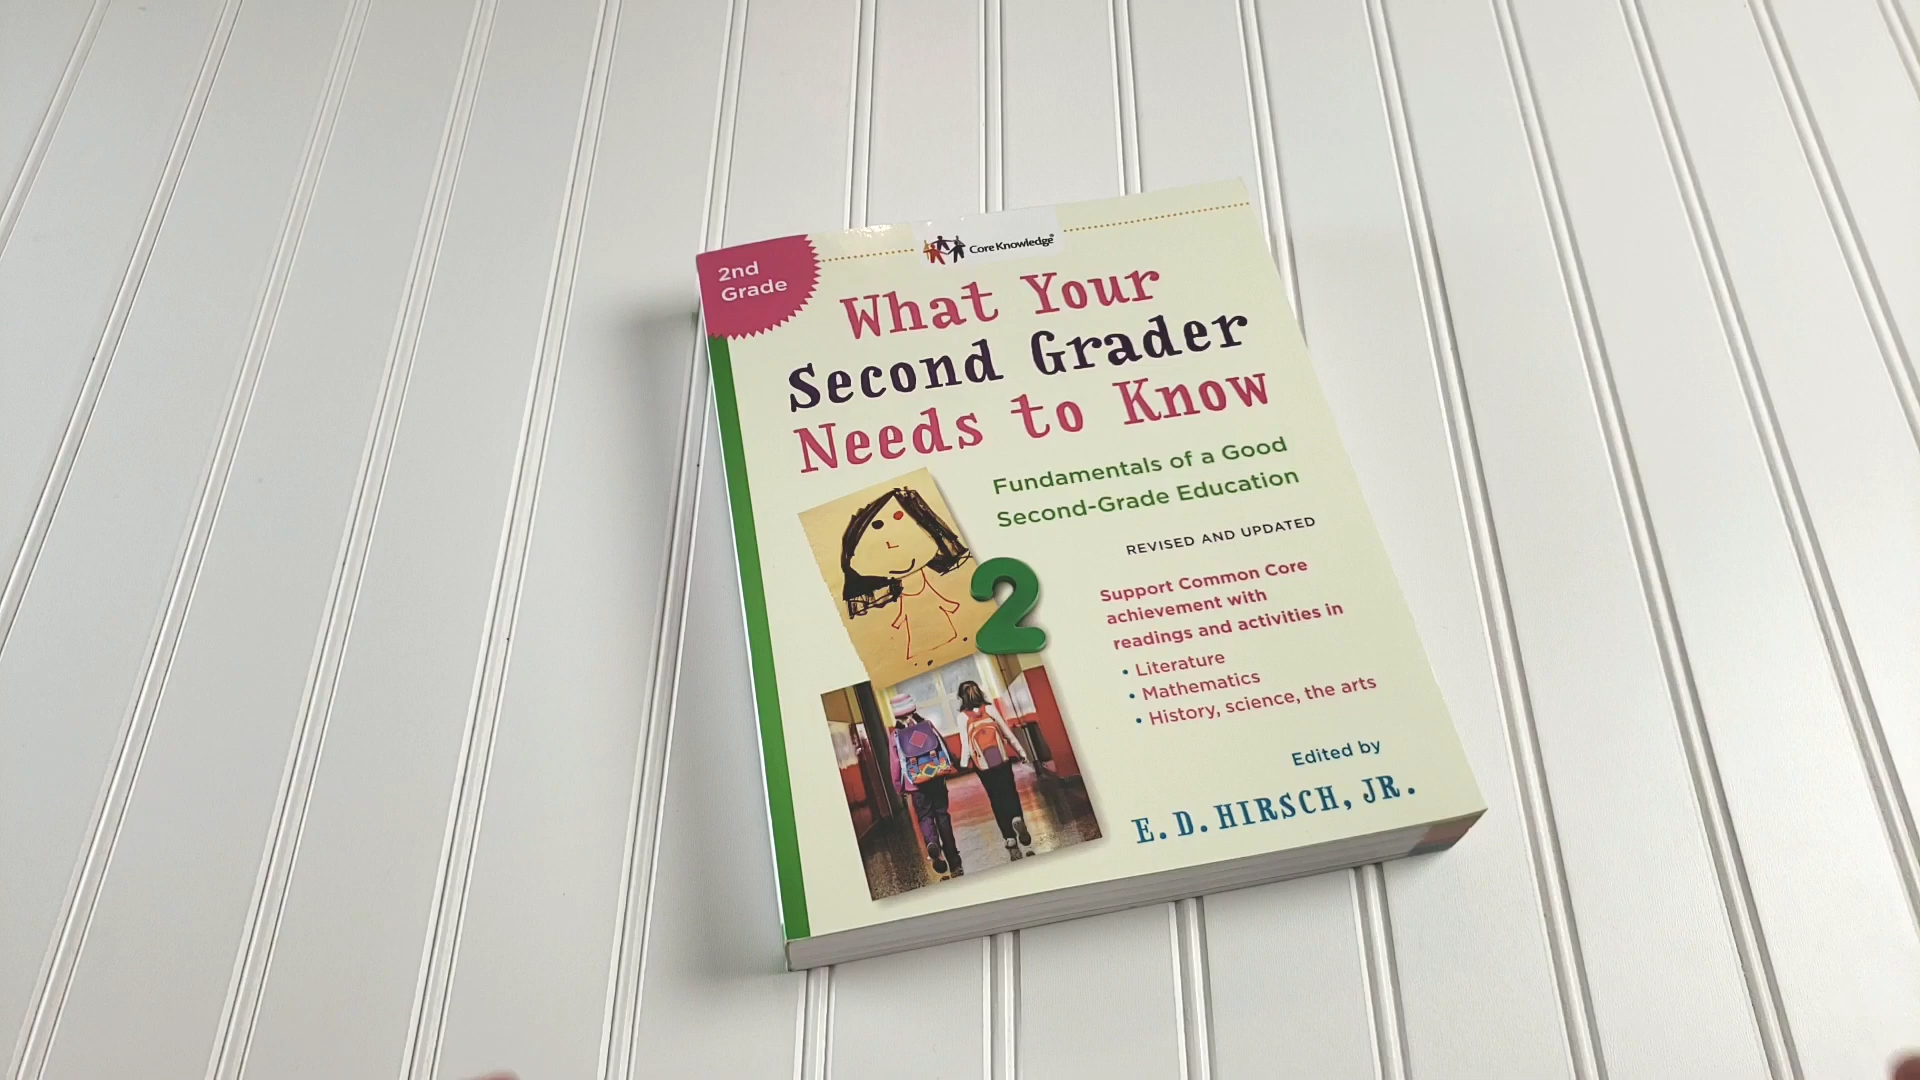 2nd
Grade
Core Knowledge®
What Your
Second Grader
Needs to Know
Fundamentals of a Good
Second-Grade Education
REVISED AND UPDATED
2
Support Common Core
achievement with
readings and activities in
• Literature
• Mathematics
• History, science, the arts
Edited by
E. D. HIRSCH, JR.